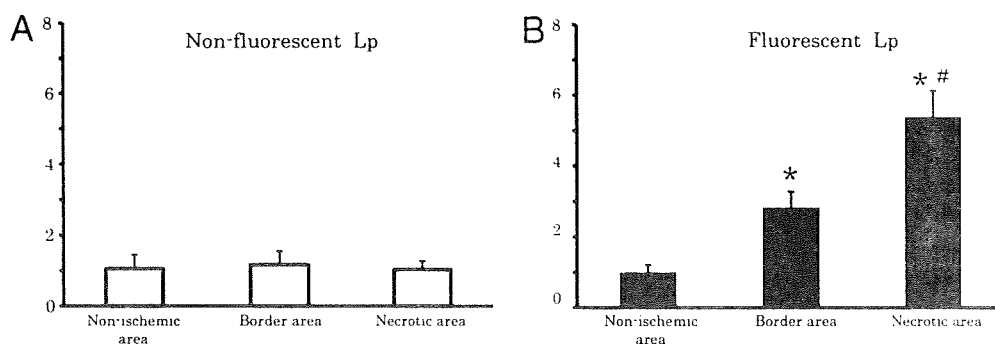 A
Non-fluorescent Lp
8
6
4
2
0
Non-ischemic
area
Border area
Necrotic area
B
Fluorescent Lp
8
6
4
2
0
*
* #
Non-ischemic
area
Border area
Necrotic area